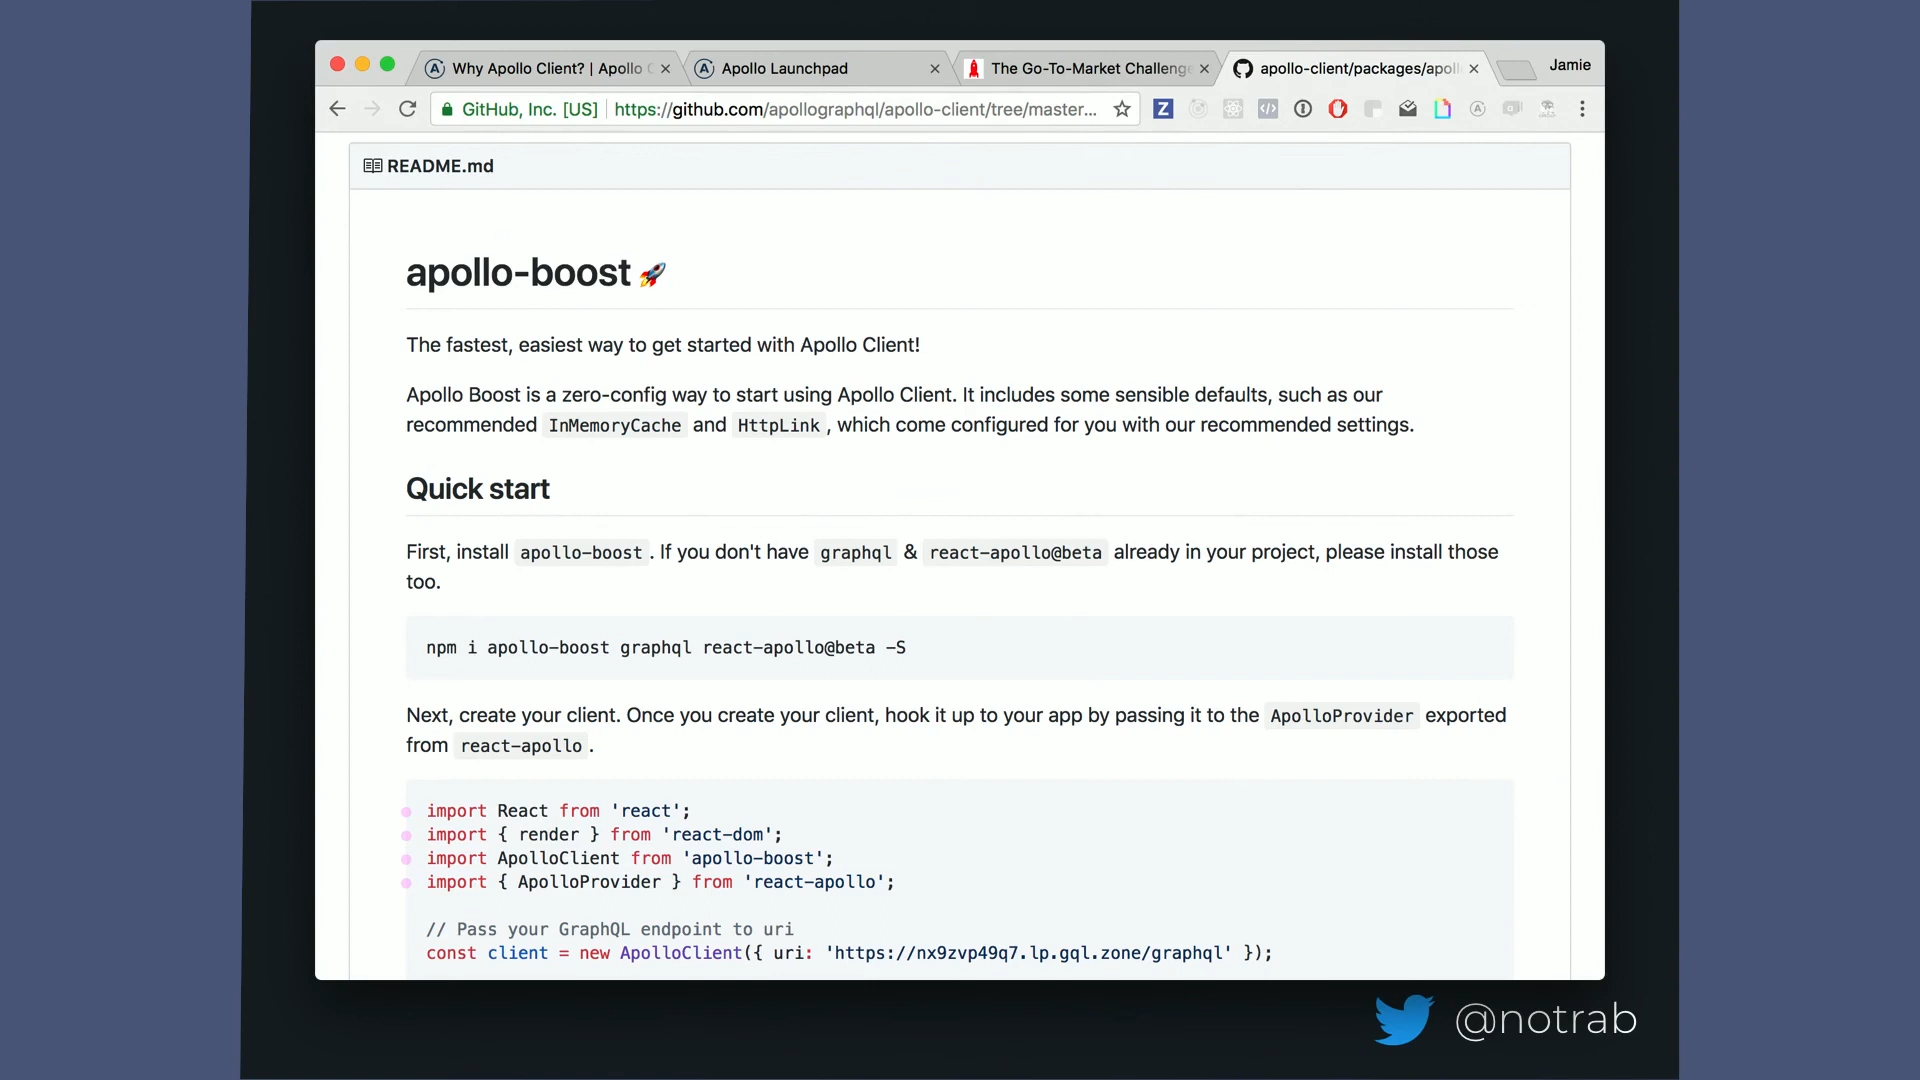 Why Apollo Client? | Apollo
Apollo Launchpad
The Go-To-Market Challenge
apollo-client/packages/apoll
Jamie
GitHub, Inc. [US]
https://github.com/apollographql/apollo-client/tree/master...
README.md
apollo-boost 🚀
The fastest, easiest way to get started with Apollo Client!
Apollo Boost is a zero-config way to start using Apollo Client. It includes some sensible defaults, such as our
recommended InMemoryCache and HttpLink , which come configured for you with our recommended settings.
Quick start
First, install apollo-boost . If you don't have graphql & react-apollo@beta already in your project, please install those
too.
npm i apollo-boost graphql react-apollo@beta -S
Next, create your client. Once you create your client, hook it up to your app by passing it to the ApolloProvider exported
from react-apollo .
import React from 'react';
import { render } from 'react-dom';
import ApolloClient from 'apollo-boost';
import { ApolloProvider } from 'react-apollo';
// Pass your GraphQL endpoint to uri
const client = new ApolloClient({ uri: 'https://nx9zvp49q7.lp.gql.zone/graphql' });
@notrab